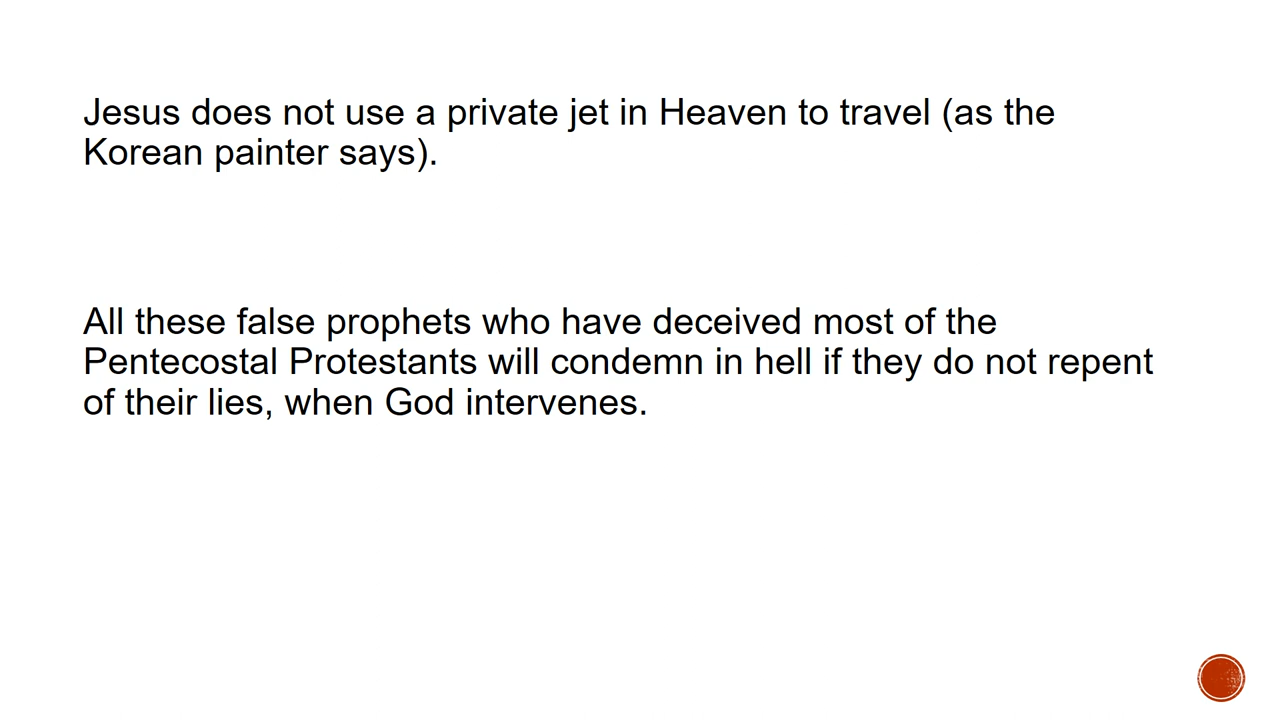 Jesus does not use a private jet in Heaven to travel (as the
Korean painter says).
All these false prophets who have deceived most of the
Pentecostal Protestants will condemn in hell if they do not repent
of their lies, when God intervenes.